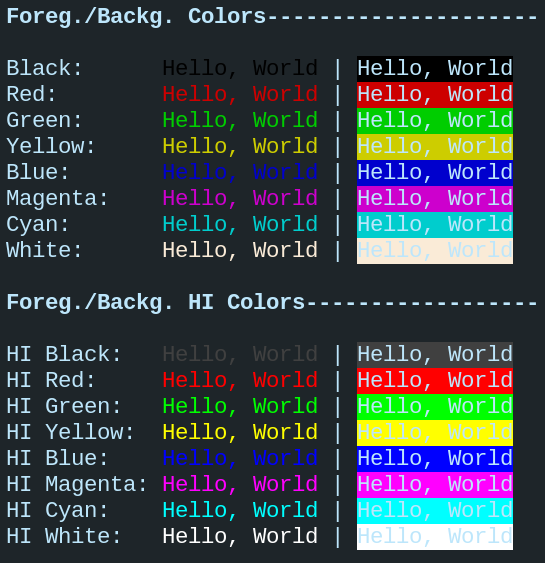 Foreg./Backg. Colors---------------------
Black: Hello, World | Hello, World
Red: Hello, World | Hello, World
Green: Hello, World | Hello, World
Yellow: Hello, World | Hello, World
Blue: Hello, World | Hello, World
Magenta: Hello, World | Hello, World
Cyan: Hello, World | Hello, World
White: Hello, World | Hello, World
Foreg./Backg. HI Colors------------------
HI Black: Hello, World | Hello, World
HI Red: Hello, World | Hello, World
HI Green: Hello, World | Hello, World
HI Yellow: Hello, World | Hello, World
HI Blue: Hello, World | Hello, World
HI Magenta: Hello, World | Hello, World
HI Cyan: Hello, World | Hello, World
HI White: Hello, World | Hello, World